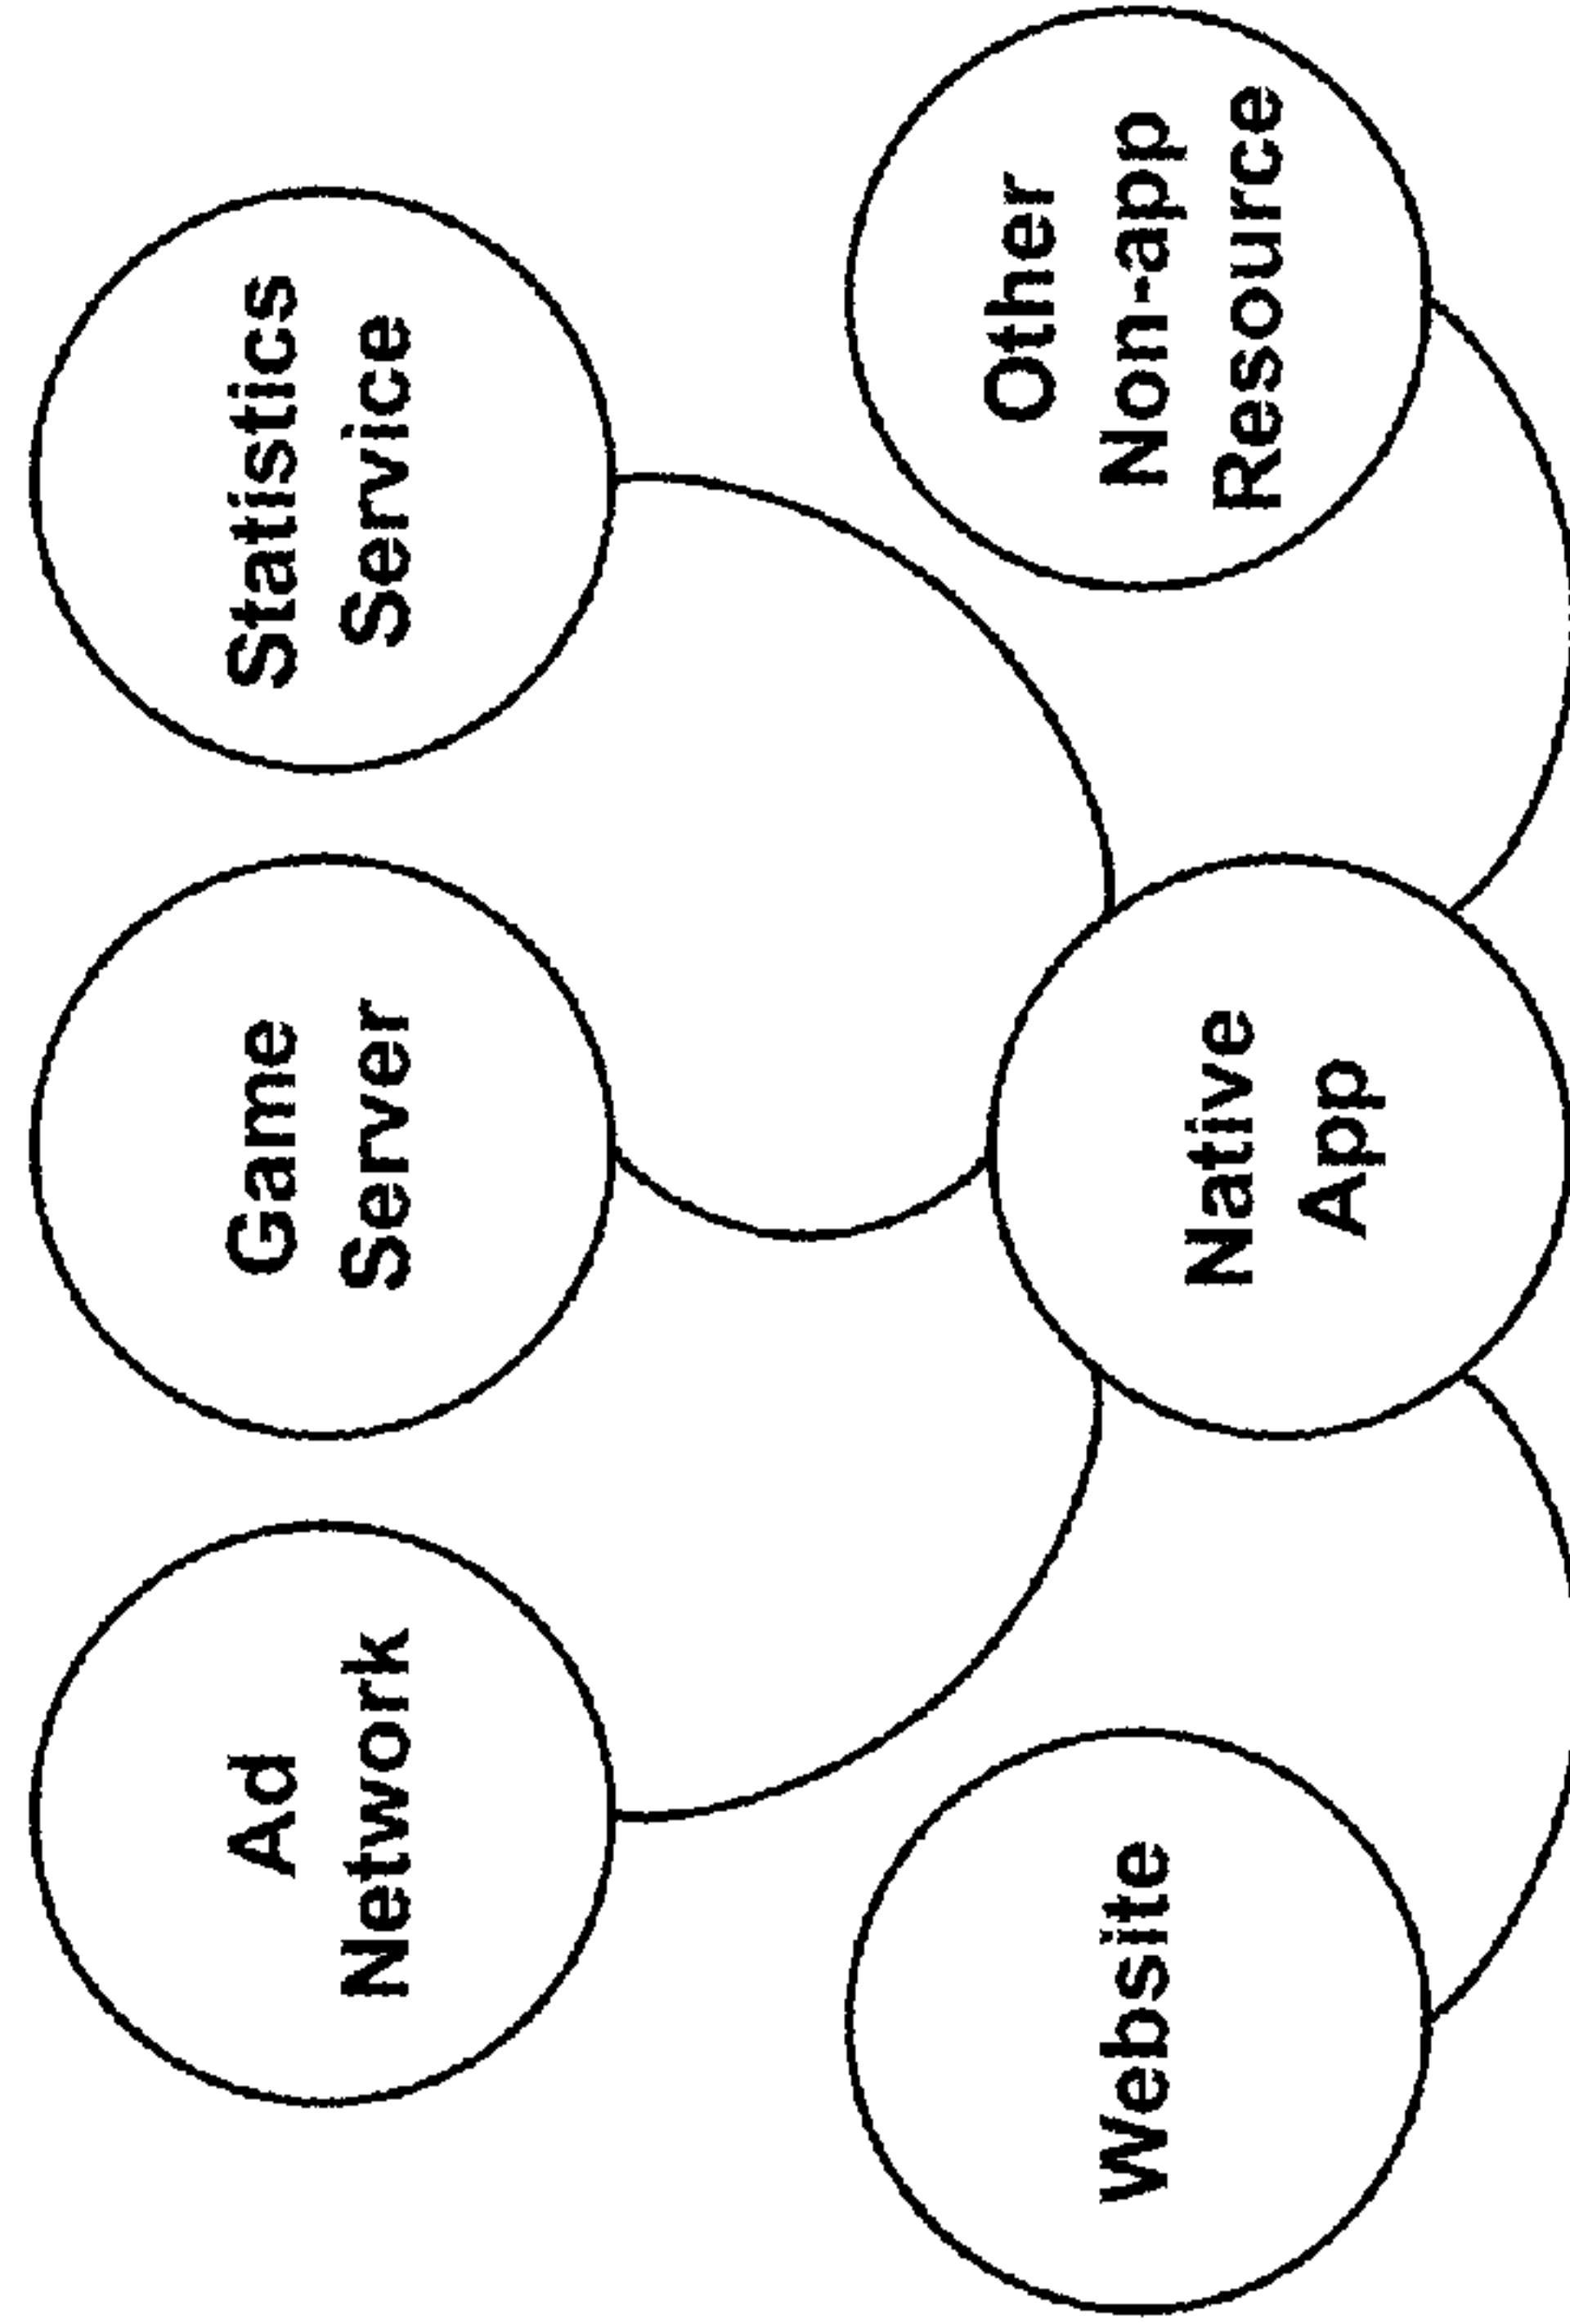 Ad
Network
Game
Server
Statistics
Service
Website
Native
App
Other
Non-app
Resource